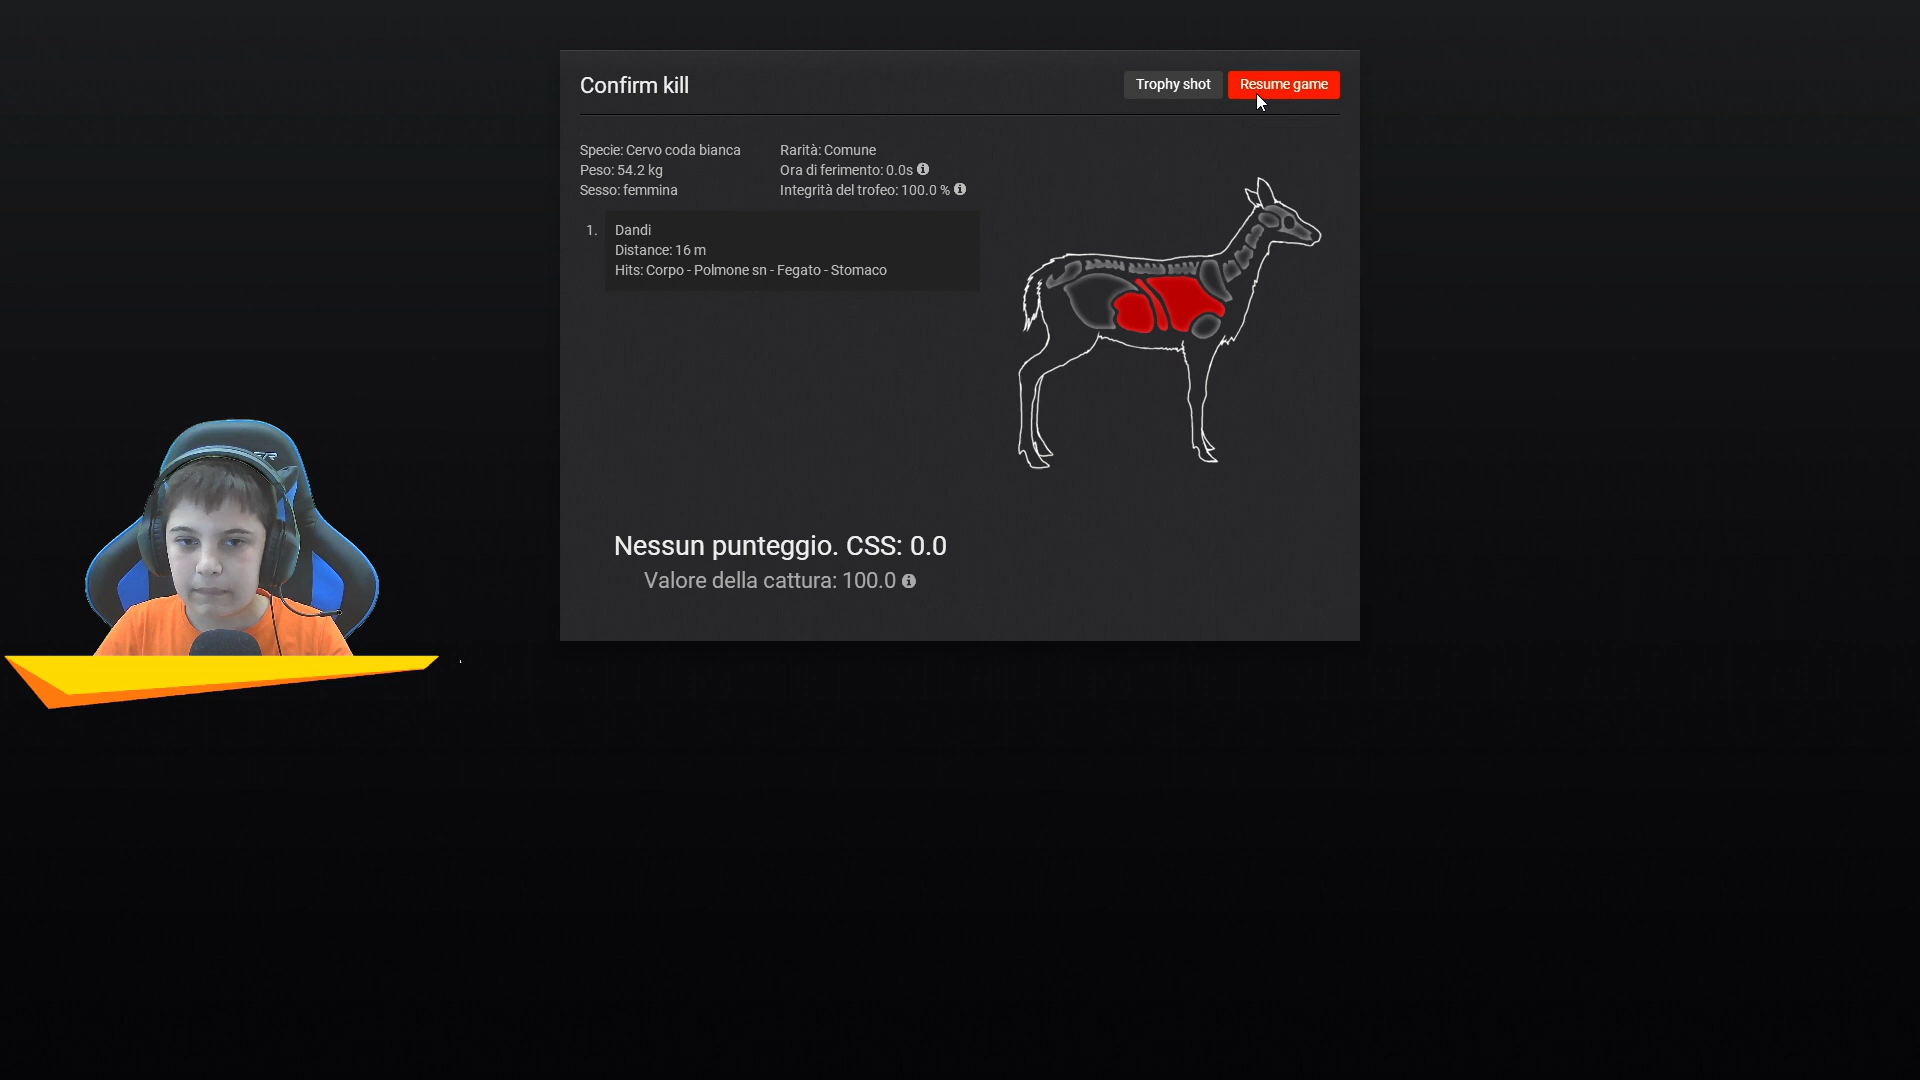 Confirm kill
Trophy shot
Resume game
Specie: Cervo coda bianca
Peso: 54.2 kg
Sesso: femmina
Rarità: Comune
Ora di ferimento: 0.0s
Integrità del trofeo: 100.0 %
1. Dandi
Distance: 16 m
Hits: Corpo - Polmone sn - Fegato - Stomaco
Nessun punteggio. CSS: 0.0
Valore della cattura: 100.0